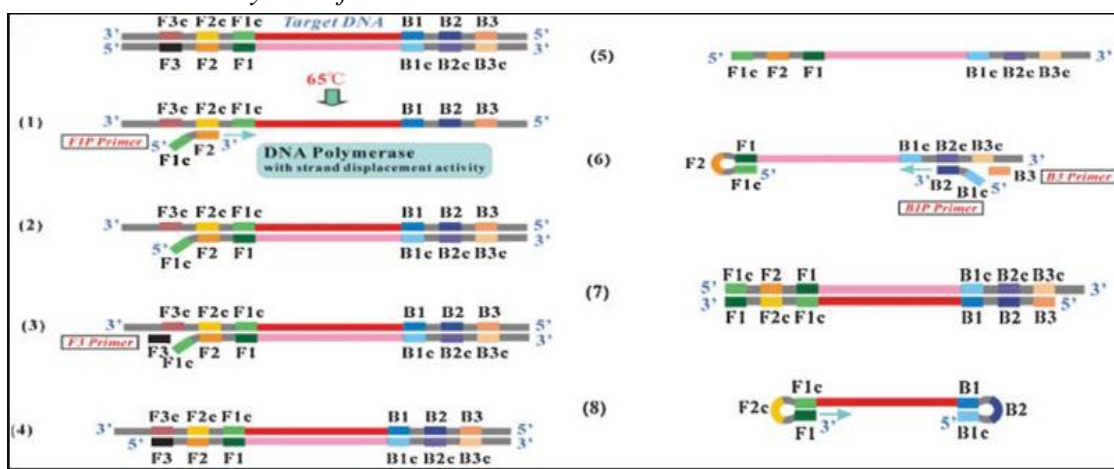 F3c F2c F1c Target DNA B1 B2 B3
3' 5'
5' 3'
F3 F2 F1 B1c B2c B3c
65℃
F3c F2c F1c B1 B2 B3
(1) 3' 5'
FIP Primer 5' F2 3'
F1c
DNA Polymerase
with strand displacement activity
F3c F2c F1c B1 B2 B3
(2) 3' 5'
5' 3'
F1c F2 F1 B1c B2c B3c
F3c F2c F1c B1 B2 B3
(3) 3' 5'
F3 Primer 3'
F3 F1c F2 F1 B1c B2c B3c
F3c F2c F1c B1 B2 B3
(4) 3' 5'
5' 3'
F3 F2 F1 B1c B2c B3c
(5) 5' 3'
F1c F2 F1 B1c B2c B3c
F1 B1c B2c B3c
(6) F2 3'
F1c 5' 3' B2 B1c 5' B3 B3 Primer
BIP Primer
F1c F2 F1 B1c B2c B3c
(7) 5' 3'
3' 5'
F1 F2c F1c B1 B2 B3
F1c B1
(8) F2c B2
F1 3' 5' B1c